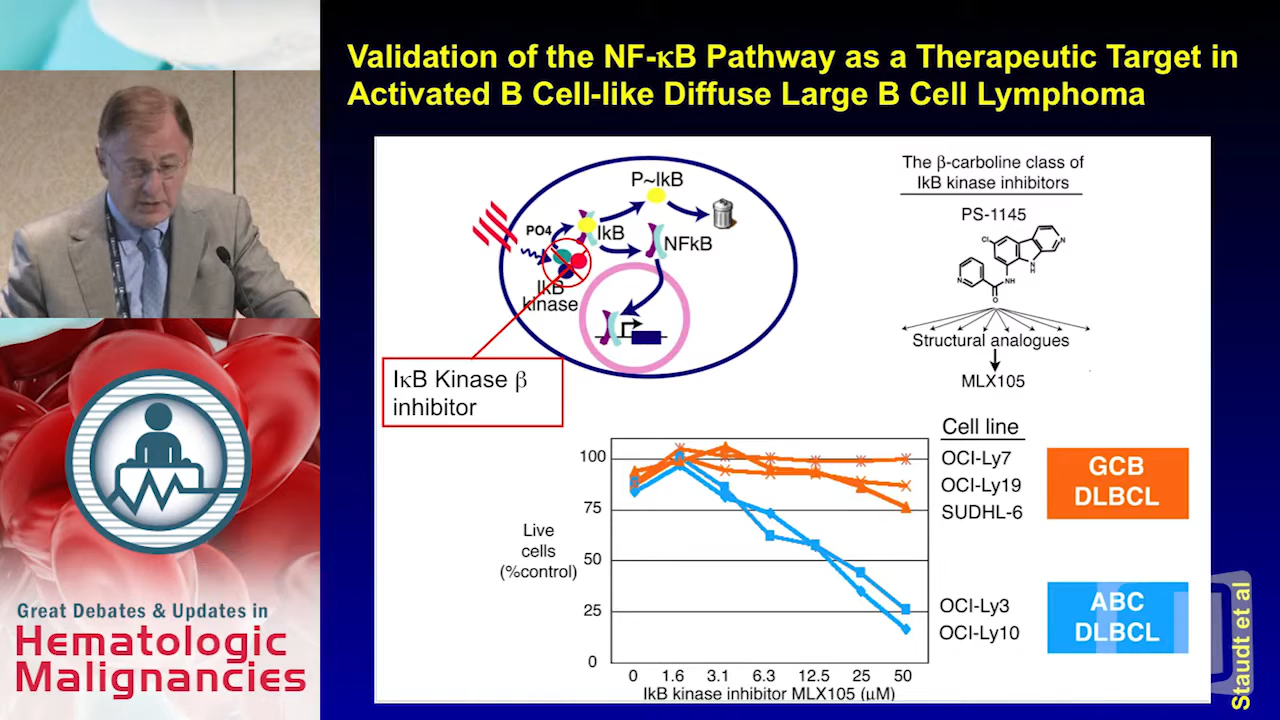 Validation of the NF-κB Pathway as a Therapeutic Target in
Activated B Cell-like Diffuse Large B Cell Lymphoma
P~IkB
PO4
IkB
NFkB
IkB
kinase
IκB Kinase β
inhibitor
The β-carboline class of
IkB kinase inhibitors
PS-1145
Cl
N
N
H
N
NH
O
Structural analogues
MLX105
Live
cells
(%control)
100
75
50
25
0
0 1.6 3.1 6.3 12.5 25 50
IkB kinase inhibitor MLX105 (μM)
Cell line
OCI-Ly7
OCI-Ly19
SUDHL-6
OCI-Ly3
OCI-Ly10
GCB
DLBCL
ABC
DLBCL
Staudt et al
Great Debates & Updates in
Hematologic
Malignancies